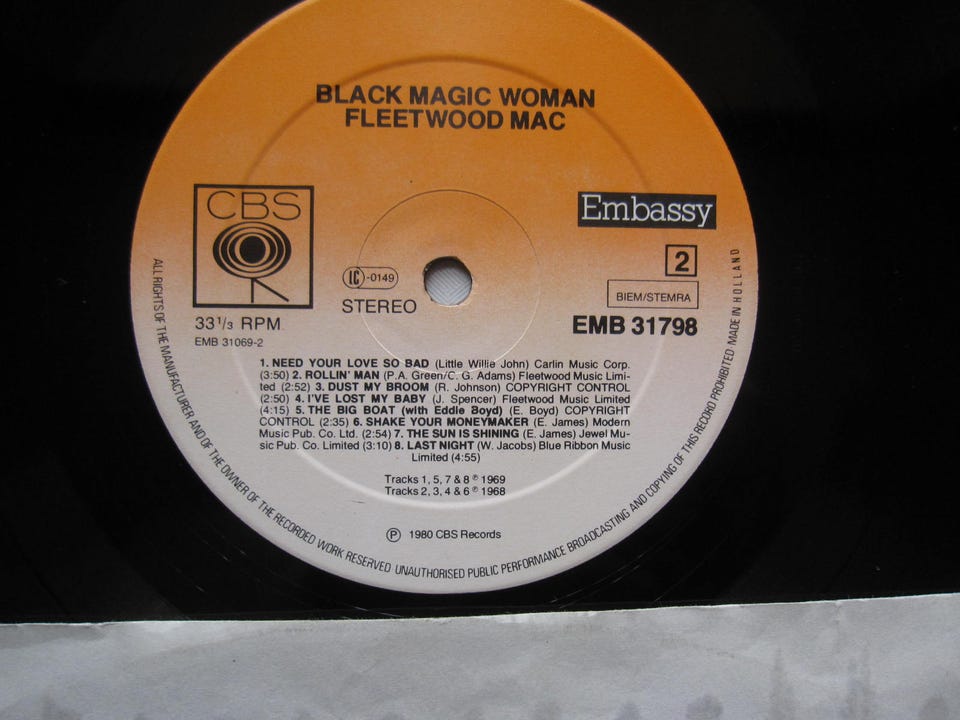 BLACK MAGIC WOMAN
FLEETWOOD MAC
CBS
Embassy
2
LC-0149
BIEM/STEMRA
STEREO
EMB 31798
33 1/3 RPM
EMB 31069-2
1. NEED YOUR LOVE SO BAD (Little Willie John) Carlin Music Corp.
(3:50) 2. ROLLIN' MAN (P.A. Green/C. G. Adams) Fleetwood Music Limi-
ted (2:52) 3. DUST MY BROOM (R. Johnson) COPYRIGHT CONTROL
(2:50) 4. I'VE LOST MY BABY (J. Spencer) Fleetwood Music Limited
(4:15) 5. THE BIG BOAT (with Eddie Boyd) (E. Boyd) COPYRIGHT
CONTROL (2:35) 6. SHAKE YOUR MONEYMAKER (E. James) Modern
Music Pub. Co. Ltd. (2:54) 7. THE SUN IS SHINING (E. James) Jewel Mu-
sic Pub. Co. Limited (3:10) 8. LAST NIGHT (W. Jacobs) Blue Ribbon Music
Limited (4:55)
Tracks 1, 5, 7 & 8 ℗ 1969
Tracks 2, 3, 4 & 6 ℗ 1968
℗ 1980 CBS Records
ALL RIGHTS OF THE MANUFACTURER AND OF THE OWNER OF THE RECORDED WORK RESERVED. UNAUTHORISED PUBLIC PERFORMANCE BROADCASTING AND COPYING OF THIS RECORD PROHIBITED · MADE IN HOLLAND